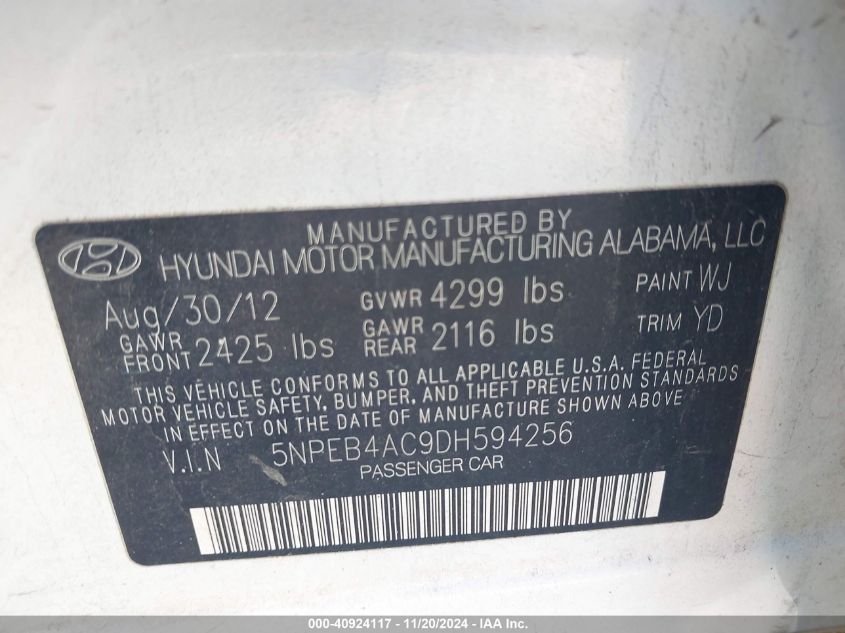 MANUFACTURED BY
HYUNDAI MOTOR MANUFACTURING ALABAMA, LLC
Aug/30/12 GVWR 4299 lbs PAINT WJ
GAWR FRONT 2425 lbs GAWR REAR 2116 lbs TRIM YD
THIS VEHICLE CONFORMS TO ALL APPLICABLE U.S.A. FEDERAL
MOTOR VEHICLE SAFETY, BUMPER, AND THEFT PREVENTION STANDARDS
IN EFFECT ON THE DATE OF MANUFACTURE SHOWN ABOVE
V.I.N 5NPEB4AC9DH594256
PASSENGER CAR
000-40924117 - 11/20/2024 - IAA Inc.